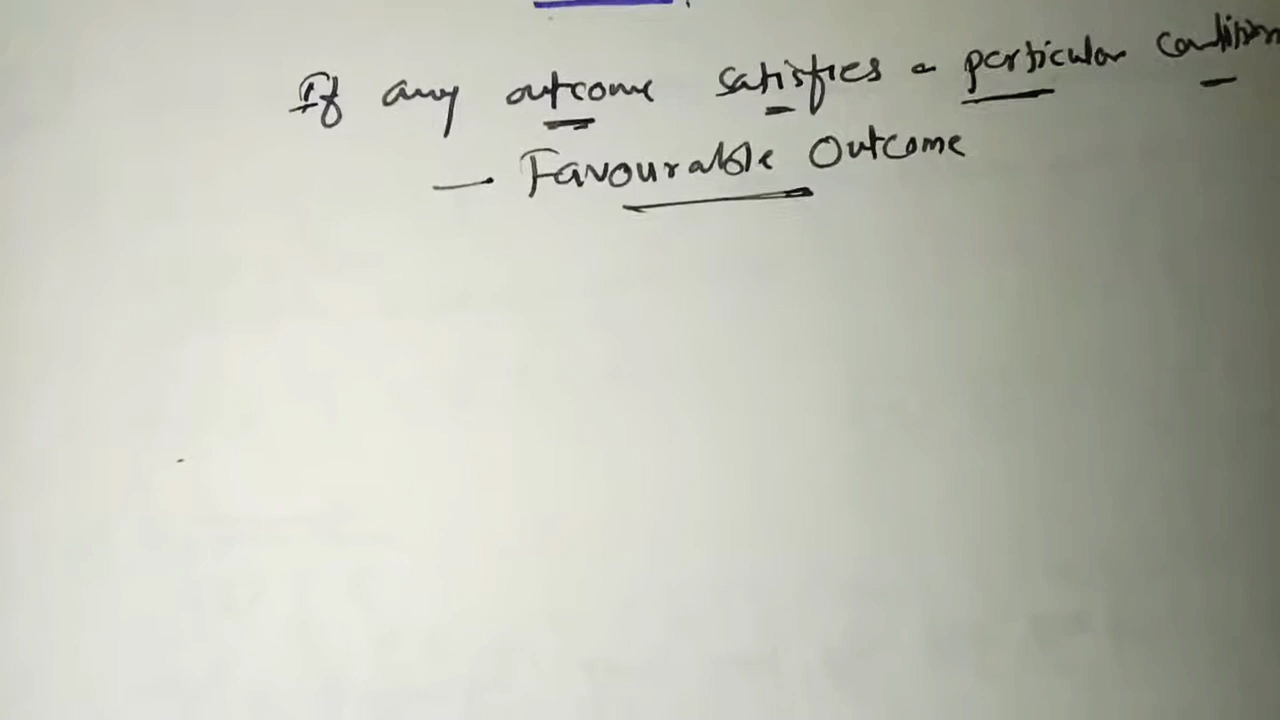 If any outcome satisfies a particular condition
— Favourable Outcome